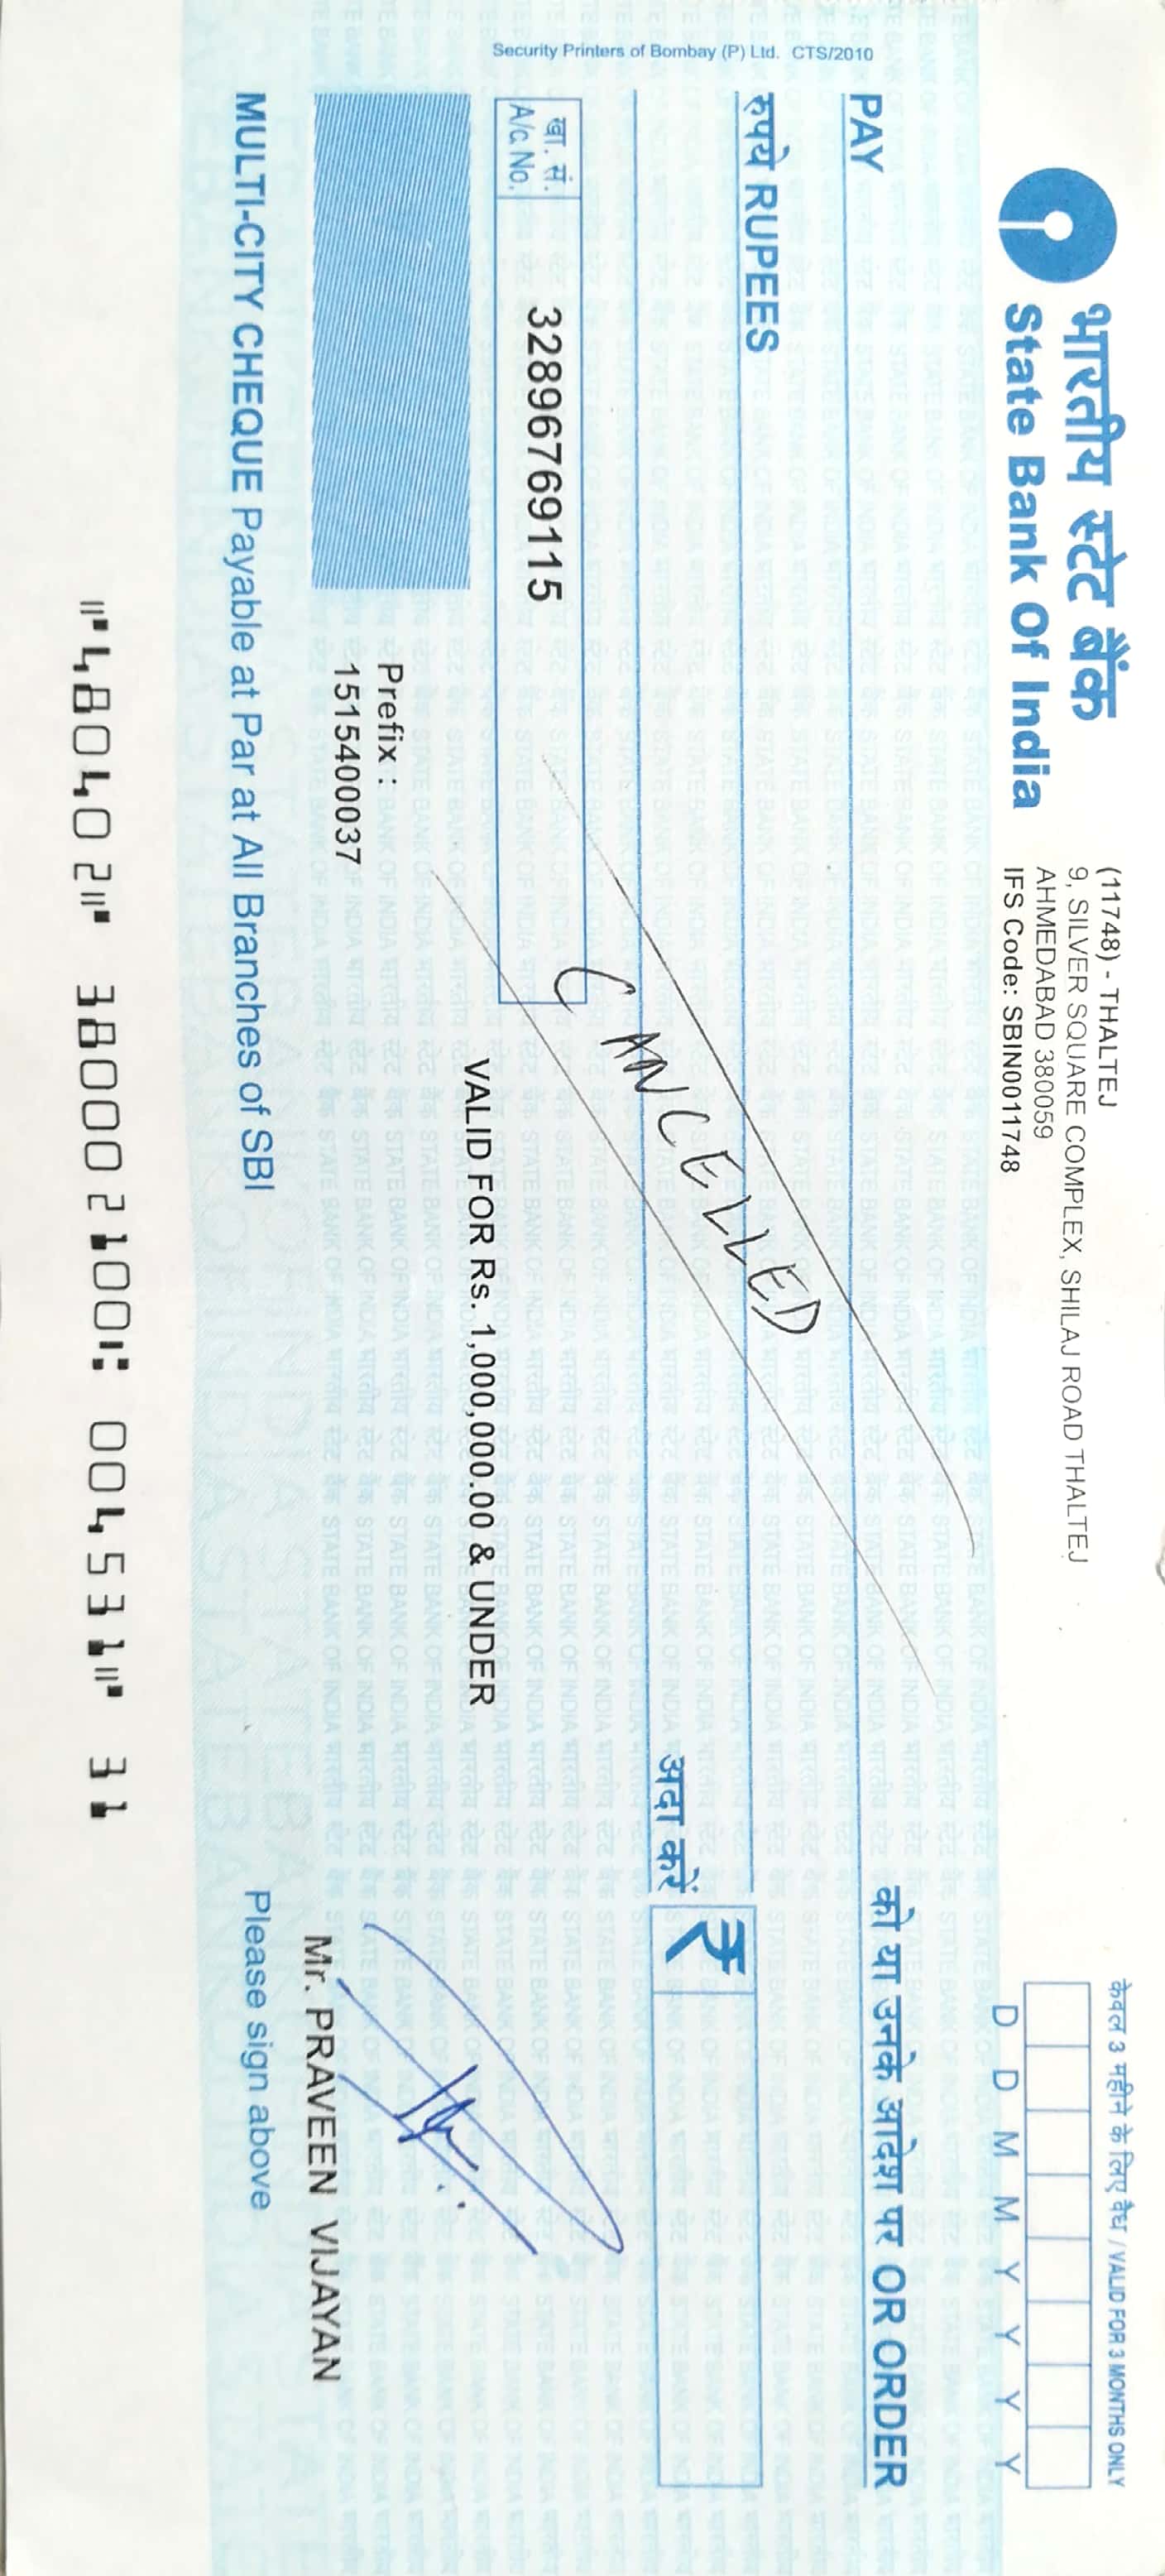 भारतीय स्टेट बैंक
State Bank Of India
(11748) - THALTEJ
9, SILVER SQUARE COMPLEX, SHILAJ ROAD THALTEJ
AHMEDABAD 380059
IFS Code: SBIN0011748
केवल 3 महीने के लिए वैध / VALID FOR 3 MONTHS ONLY
D D M M Y Y Y Y
PAY
को या उनके आदेश पर OR ORDER
रुपये RUPEES
CANCELLED
अदा करें ₹
खा. सं.
A/c. No.
32896769115
VALID FOR Rs. 1,000,000.00 & UNDER
Prefix :
1515400037
Mr. PRAVEEN VIJAYAN
Please sign above
MULTI-CITY CHEQUE Payable at Par at All Branches of SBI
⑈480402⑈ 380002100⑆ 004531⑈ 31
Security Printers of Bombay (P) Ltd. CTS/2010